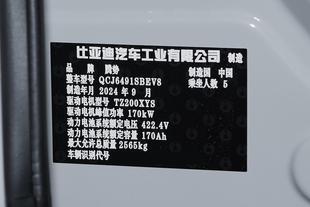 比亚迪汽车工业有限公司 制造
品牌 腾势 制造国 中国
整车型号 QCJ6491SBEV8 乘坐人数 5
制造年月 2024 年 9 月
驱动电机型号 TZ200XYS
驱动电机峰值功率 170kW
动力电池系统额定电压 422.4V
动力电池系统额定容量 170Ah
最大允许总质量 2565kg
车辆识别代号